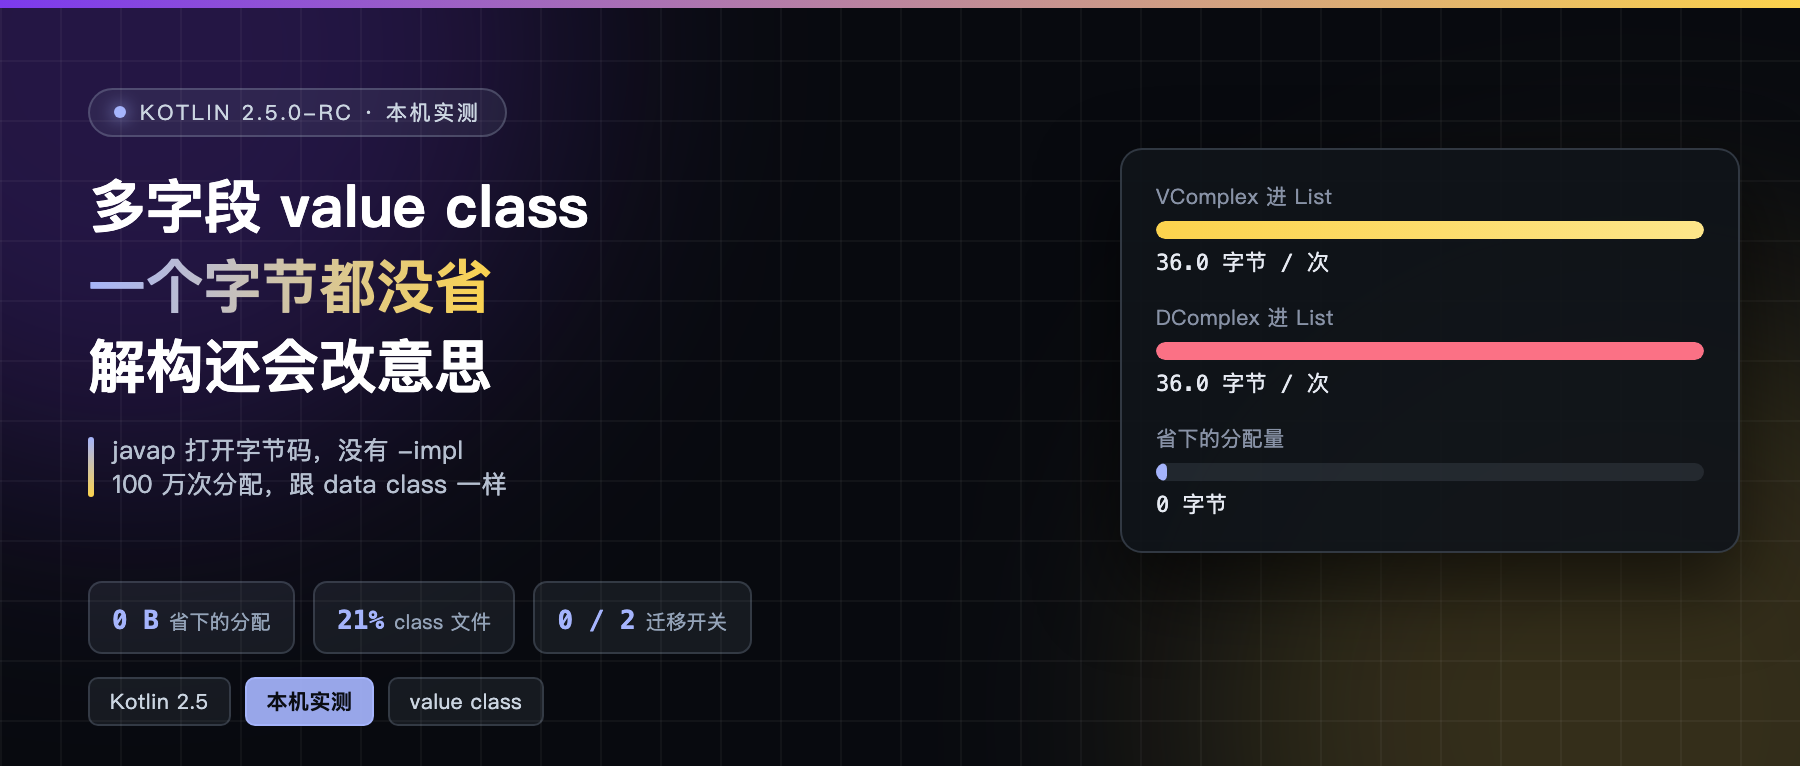 KOTLIN 2.5.0-RC · 本机实测
多字段 value class
一个字节都没省
解构还会改意思
javap 打开字节码，没有 -impl
100 万次分配，跟 data class 一样
0 B 省下的分配
21% class 文件
0 / 2 迁移开关
Kotlin 2.5
本机实测
value class
VComplex 进 List
36.0 字节 / 次
DComplex 进 List
36.0 字节 / 次
省下的分配量
0 字节